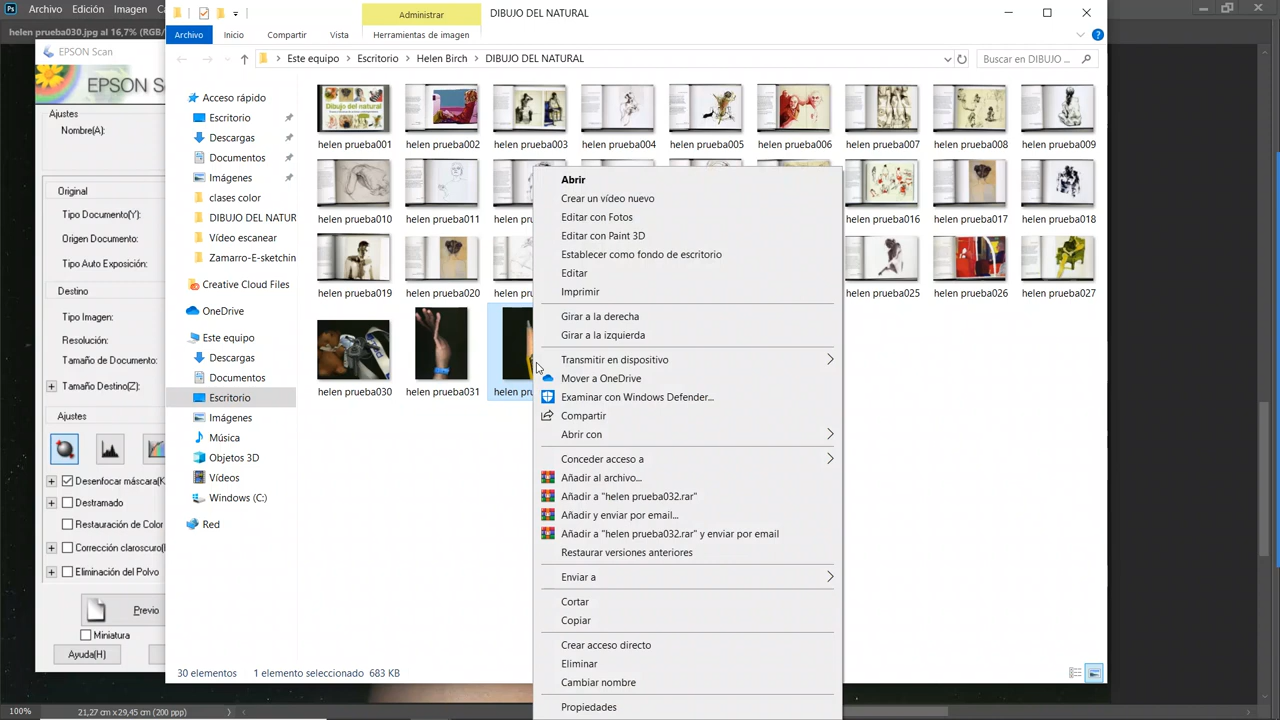 Archivo Edición Imagen
Administrar
DIBUJO DEL NATURAL
helen prueba030.jpg al 16,7% (RGB/
Archivo Inicio Compartir Vista Herramientas de imagen
EPSON Scan
Este equipo > Escritorio > Helen Birch > DIBUJO DEL NATURAL
Buscar en DIBUJO ...
EPSON S
Ajustes
Nombre(A):
Original
Tipo Documento(Y):
Origen Documento:
Tipo Auto Exposición:
Destino
Tipo Imagen:
Resolución:
Tamaño de Documento:
Tamaño Destino(Z):
Ajustes
Desenfocar máscara(K
Destramado
Restauración de Color
Corrección claroscuro(
Eliminación del Polvo
Previo
Miniatura
Ayuda(H)
Acceso rápido
Escritorio
Descargas
Documentos
Imágenes
clases color
DIBUJO DEL NATUR
Vídeo escanear
Zamarro-E-sketchin
Creative Cloud Files
OneDrive
Este equipo
Descargas
Documentos
Escritorio
Imágenes
Música
Objetos 3D
Vídeos
Windows (C:)
Red
Dibujo del natural
helen prueba001 helen prueba002 helen prueba003 helen prueba004 helen prueba005 helen prueba006 helen prueba007 helen prueba008 helen prueba009
helen prueba010 helen prueba011 helen pr helen prueba016 helen prueba017 helen prueba018
helen prueba019 helen prueba020 helen pr helen prueba025 helen prueba026 helen prueba027
helen prueba030 helen prueba031 helen pr
Abrir
Crear un vídeo nuevo
Editar con Fotos
Editar con Paint 3D
Establecer como fondo de escritorio
Editar
Imprimir
Girar a la derecha
Girar a la izquierda
Transmitir en dispositivo
Mover a OneDrive
Examinar con Windows Defender...
Compartir
Abrir con
Conceder acceso a
Añadir al archivo...
Añadir a "helen prueba032.rar"
Añadir y enviar por email...
Añadir a "helen prueba032.rar" y enviar por email
Restaurar versiones anteriores
Enviar a
Cortar
Copiar
Crear acceso directo
Eliminar
Cambiar nombre
Propiedades
30 elementos 1 elemento seleccionado 683 KB
100% 21,27 cm x 29,45 cm (200 ppp)